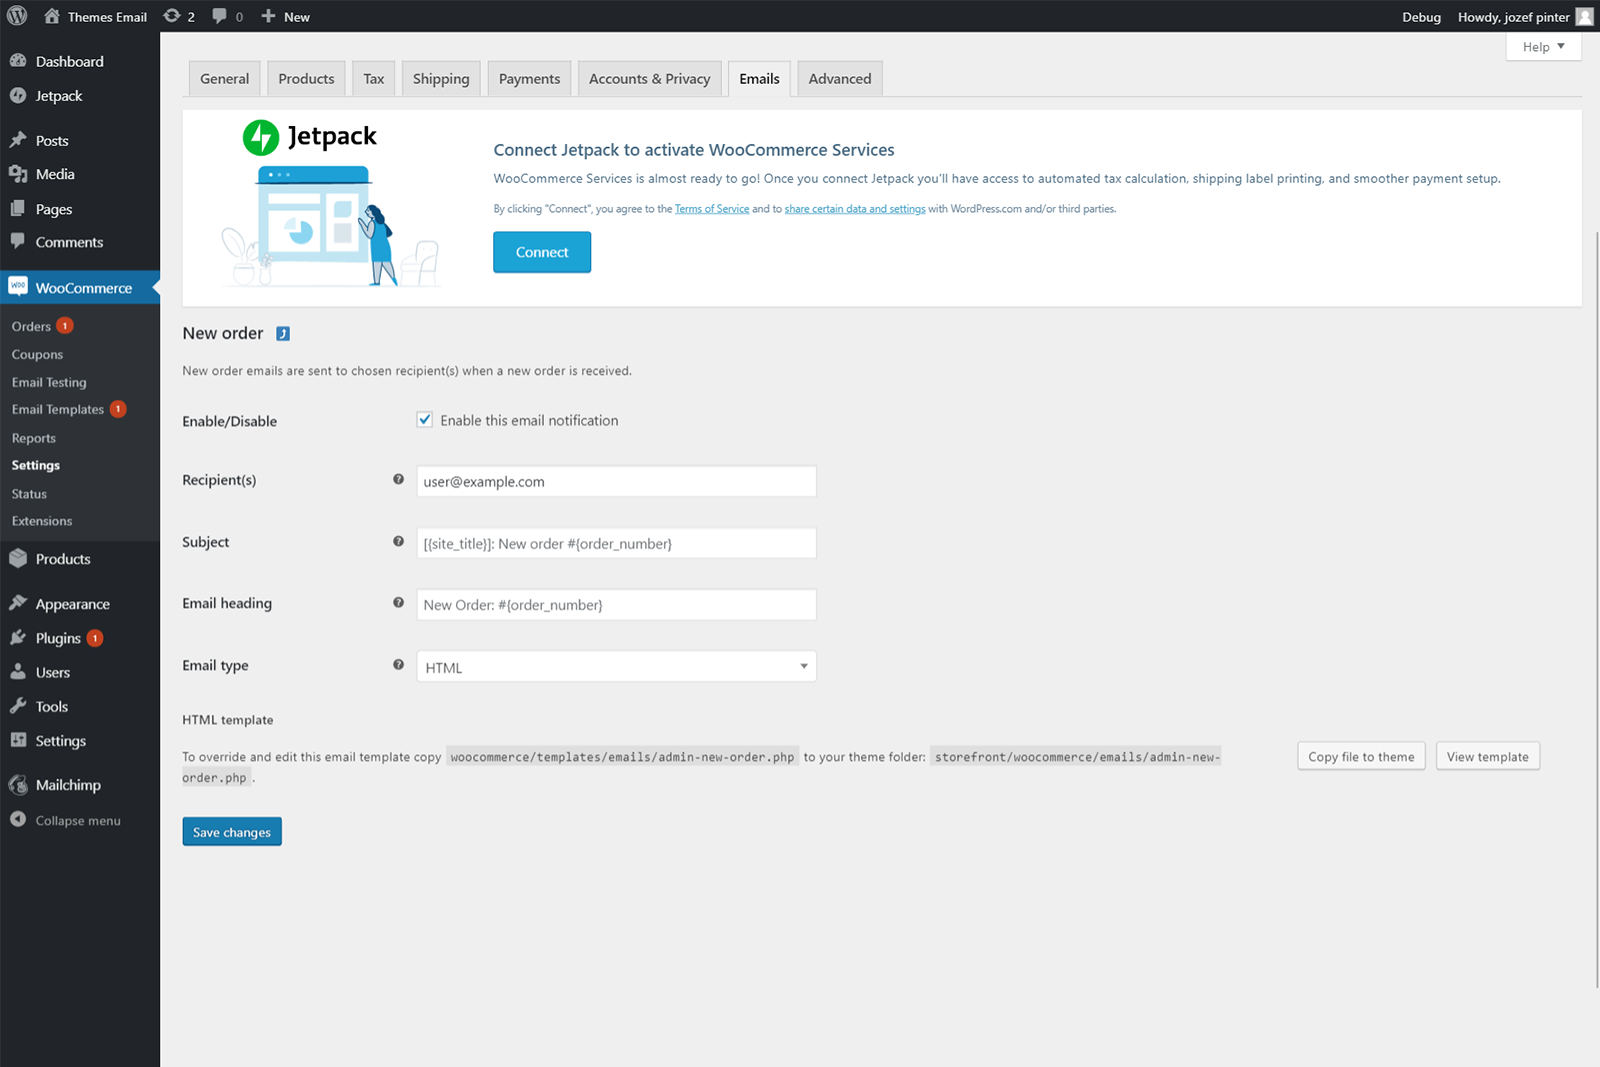 Themes Email 2 0 New Debug Howdy, jozef pinter
Help
Dashboard
Jetpack
Posts
Media
Pages
Comments
woo WooCommerce
Orders 1
Coupons
Email Testing
Email Templates 1
Reports
Settings
Status
Extensions
Products
Appearance
Plugins 1
Users
Tools
Settings
Mailchimp
Collapse menu
General Products Tax Shipping Payments Accounts & Privacy Emails Advanced
Jetpack
Connect Jetpack to activate WooCommerce Services
WooCommerce Services is almost ready to go! Once you connect Jetpack you'll have access to automated tax calculation, shipping label printing, and smoother payment setup.
By clicking "Connect", you agree to the Terms of Service and to share certain data and settings with WordPress.com and/or third parties.
Connect
New order
New order emails are sent to chosen recipient(s) when a new order is received.
Enable/Disable Enable this email notification
Recipient(s) ? user@example.com
Subject ? [{site_title}]: New order #{order_number}
Email heading ? New Order: #{order_number}
Email type ? HTML
HTML template
To override and edit this email template copy woocommerce/templates/emails/admin-new-order.php to your theme folder: storefront/woocommerce/emails/admin-new-
order.php .
Copy file to theme View template
Save changes